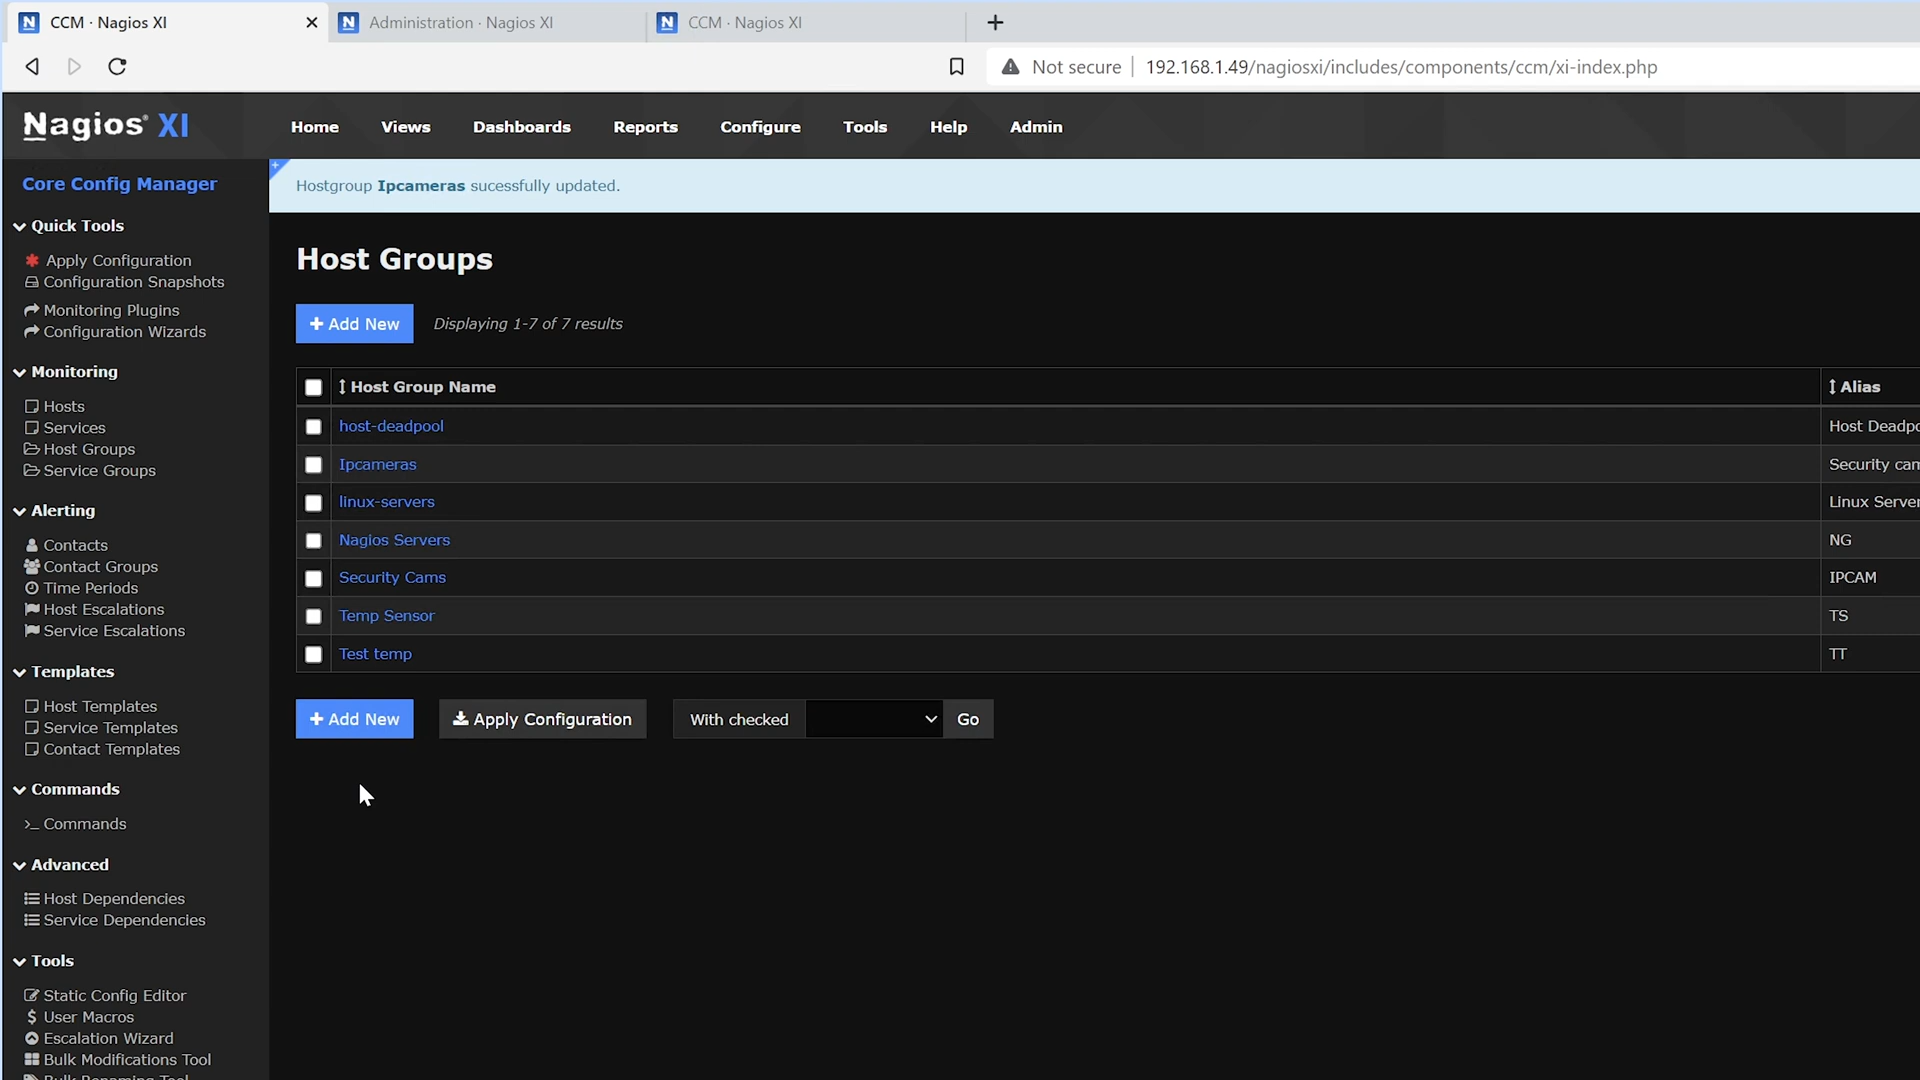 CCM · Nagios XI
Administration · Nagios XI
CCM · Nagios XI
Not secure
192.168.1.49/nagiosxi/includes/components/ccm/xi-index.php
Nagios® XI
Home
Views
Dashboards
Reports
Configure
Tools
Help
Admin
Core Config Manager
Quick Tools
Apply Configuration
Configuration Snapshots
Monitoring Plugins
Configuration Wizards
Monitoring
Hosts
Services
Host Groups
Service Groups
Alerting
Contacts
Contact Groups
Time Periods
Host Escalations
Service Escalations
Templates
Host Templates
Service Templates
Contact Templates
Commands
>_ Commands
Advanced
Host Dependencies
Service Dependencies
Tools
Static Config Editor
$ User Macros
Escalation Wizard
Bulk Modifications Tool
Bulk Renaming Tool
Hostgroup Ipcameras sucessfully updated.
Host Groups
+ Add New
Displaying 1-7 of 7 results
Host Group Name
Alias
host-deadpool
Host Deadpo
Ipcameras
Security cam
linux-servers
Linux Server
Nagios Servers
NG
Security Cams
IPCAM
Temp Sensor
TS
Test temp
TT
+ Add New
Apply Configuration
With checked
Go